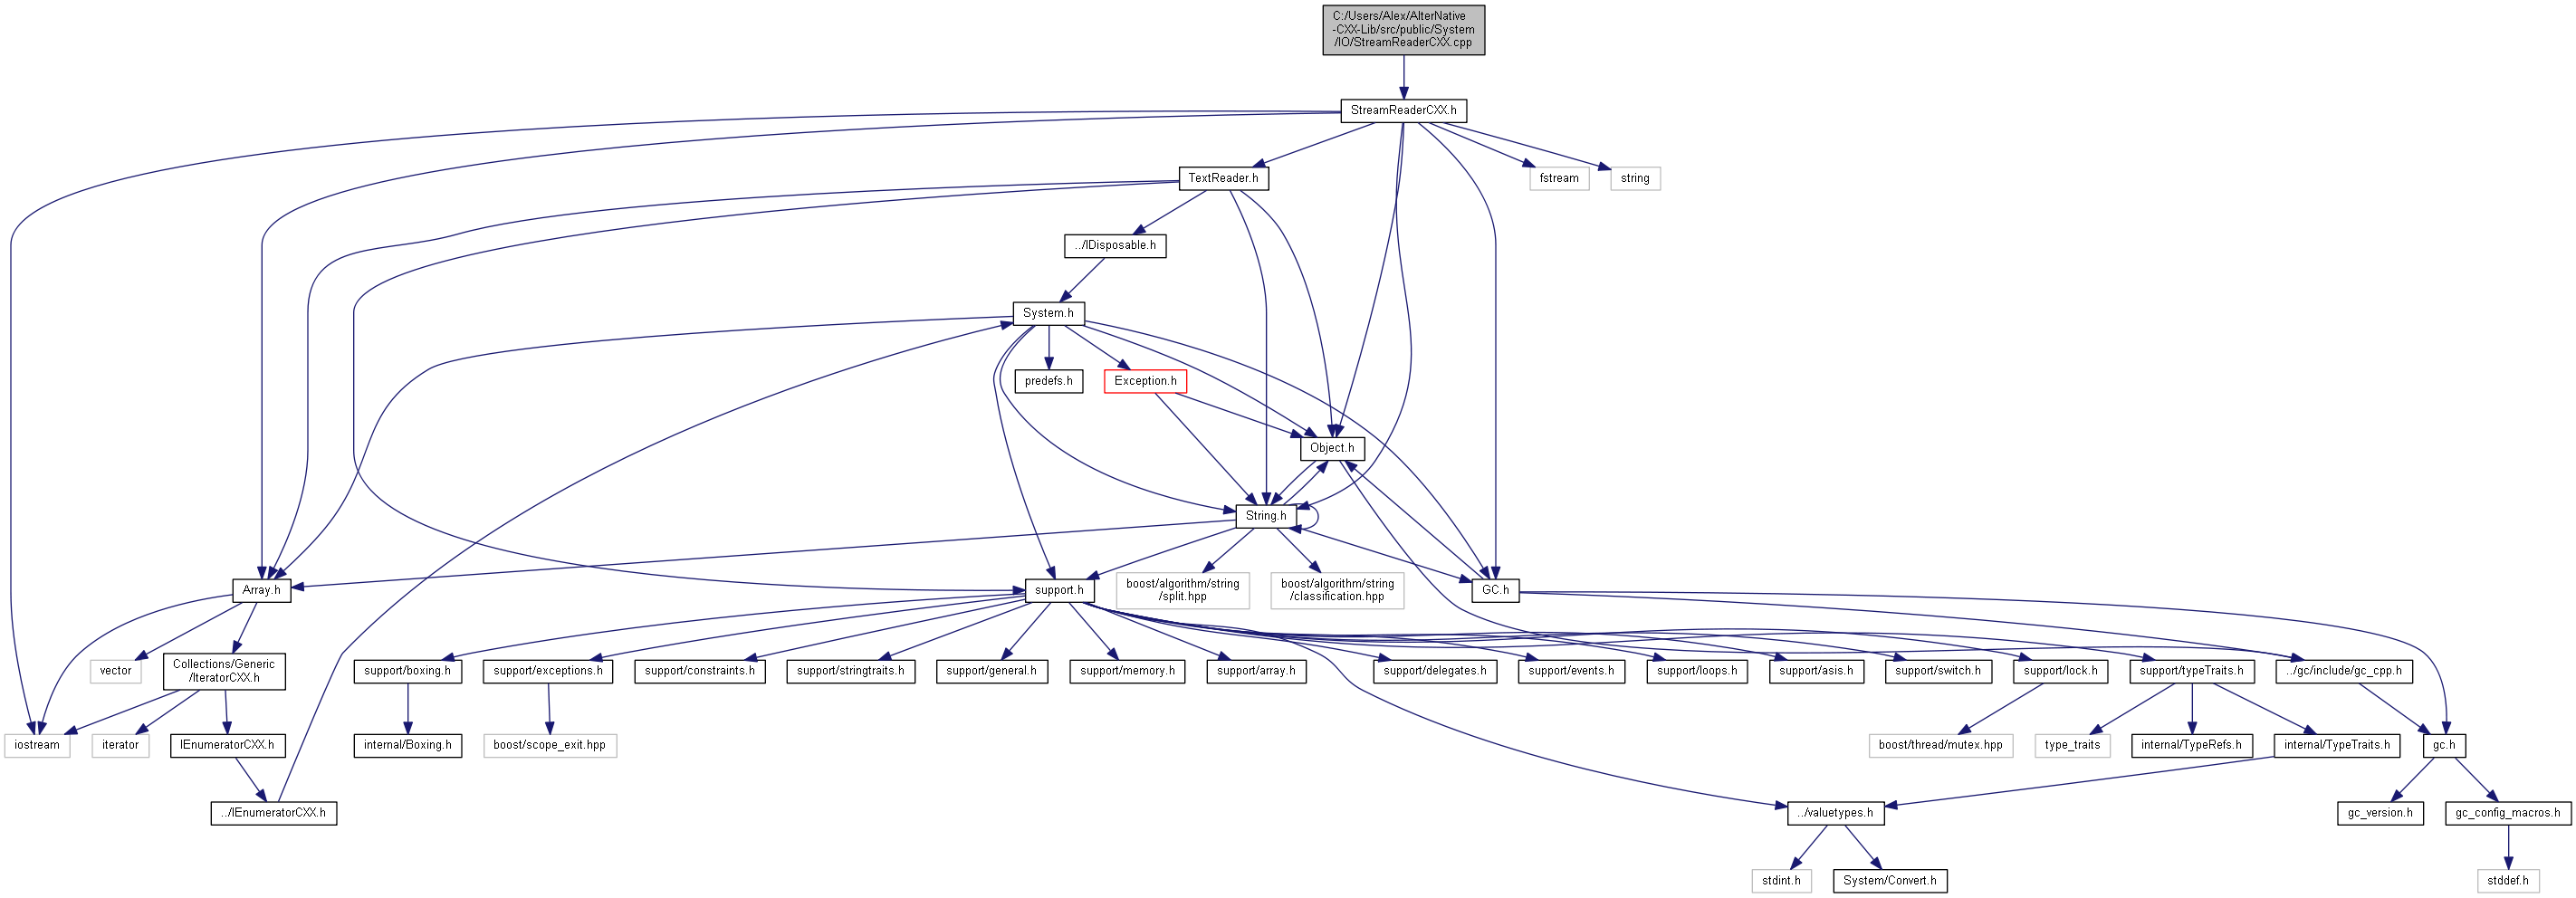 C:/Users/Alex/AlterNative
-CXX-Lib/src/public/System
/IO/StreamReaderCXX.cpp
StreamReaderCXX.h
TextReader.h
fstream
string
../IDisposable.h
System.h
predefs.h
Exception.h
Object.h
String.h
Array.h
support.h
boost/algorithm/string
/split.hpp
boost/algorithm/string
/classification.hpp
GC.h
vector
Collections/Generic
/IteratorCXX.h
support/boxing.h
support/exceptions.h
support/constraints.h
support/stringtraits.h
support/general.h
support/memory.h
support/array.h
support/delegates.h
support/events.h
support/loops.h
support/asis.h
support/switch.h
support/lock.h
support/typeTraits.h
../gc/include/gc_cpp.h
iostream
iterator
IEnumeratorCXX.h
internal/Boxing.h
boost/scope_exit.hpp
boost/thread/mutex.hpp
type_traits
internal/TypeRefs.h
internal/TypeTraits.h
gc.h
../IEnumeratorCXX.h
../valuetypes.h
gc_version.h
gc_config_macros.h
stdint.h
System/Convert.h
stddef.h